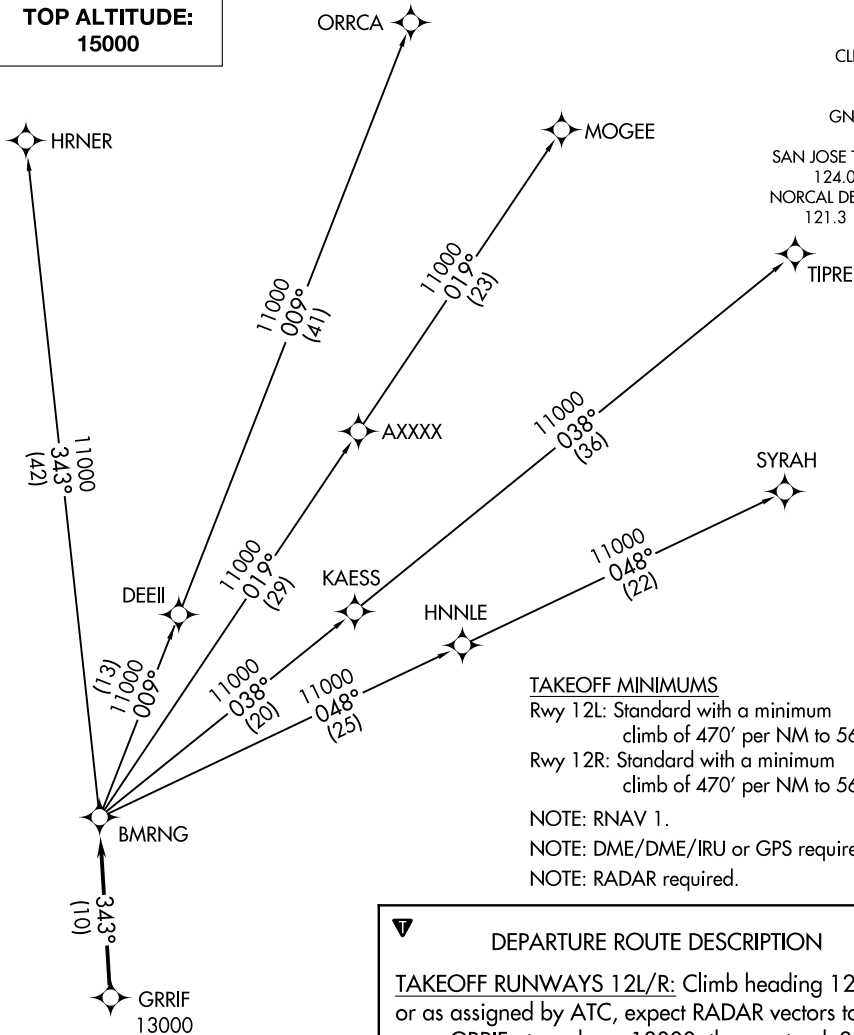 TOP ALTITUDE:
15000
ORRCA
HRNER
MOGEE
SAN JOSE
124.0
NORCAL
121.3
TIPRE
11000
009°
(41)
11000
019°
(23)
11000
343°
(42)
AXXXX
11000
038°
(36)
SYRAH
11000
048°
(22)
11000
019°
(29)
KAESS
DEEII
HNNLE
(13)
11000
009°
11000
038°
(20)
11000
048°
(25)
BMRNG
343°
(10)
GRRIF
13000
TAKEOFF MINIMUMS
Rwy 12L: Standard with a minimum
climb of 470' per NM to 56
Rwy 12R: Standard with a minimum
climb of 470' per NM to 56
NOTE: RNAV 1.
NOTE: DME/DME/IRU or GPS require
NOTE: RADAR required.
T
DEPARTURE ROUTE DESCRIPTION
TAKEOFF RUNWAYS 12L/R: Climb heading 12
or as assigned by ATC, expect RADAR vectors to